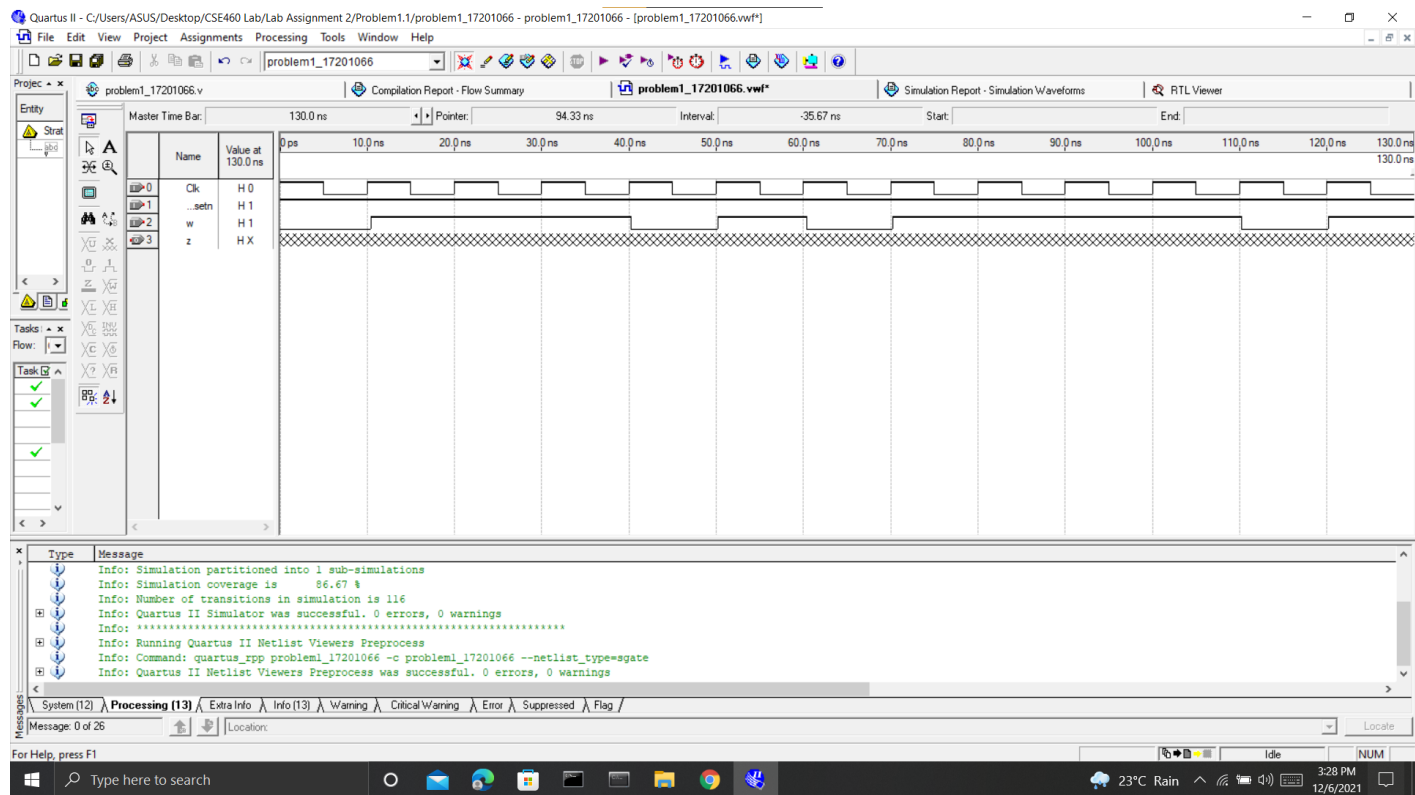 Quartus II - C:/Users/ASUS/Desktop/CSE460 Lab/Lab Assignment 2/Problem1.1/problem1_17201066 - problem1_17201066 - [problem1_17201066.vwf*]
File Edit View Project Assignments Processing Tools Window Help
problem1_17201066
Projec
problem1_17201066.v
Compilation Report - Flow Summary
problem1_17201066.vwf*
Simulation Report - Simulation Waveforms
RTL Viewer
Entity
Strat
abd
Master Time Bar: 130.0 ns Pointer: 94.33 ns Interval: -35.67 ns Start: End:
Name Value at 130.0 ns
0 ps 10.0 ns 20.0 ns 30.0 ns 40.0 ns 50.0 ns 60.0 ns 70.0 ns 80.0 ns 90.0 ns 100.0 ns 110.0 ns 120.0 ns 130.0 ns
130.0 ns
0 Clk H 0
1 ...setn H 1
2 w H 1
3 z H X
Tasks
Flow:
Task
Type Message
Info: Simulation partitioned into 1 sub-simulations
Info: Simulation coverage is 86.67 %
Info: Number of transitions in simulation is 116
Info: Quartus II Simulator was successful. 0 errors, 0 warnings
Info: *******************************************************************
Info: Running Quartus II Netlist Viewers Preprocess
Info: Command: quartus_rpp problem1_17201066 -c problem1_17201066 --netlist_type=sgate
Info: Quartus II Netlist Viewers Preprocess was successful. 0 errors, 0 warnings
Messages
System (12) Processing (13) Extra Info Info (13) Warning Critical Warning Error Suppressed Flag
Message: 0 of 26 Location: Locate
For Help, press F1 Idle NUM
Type here to search
23°C Rain
3:28 PM
12/6/2021